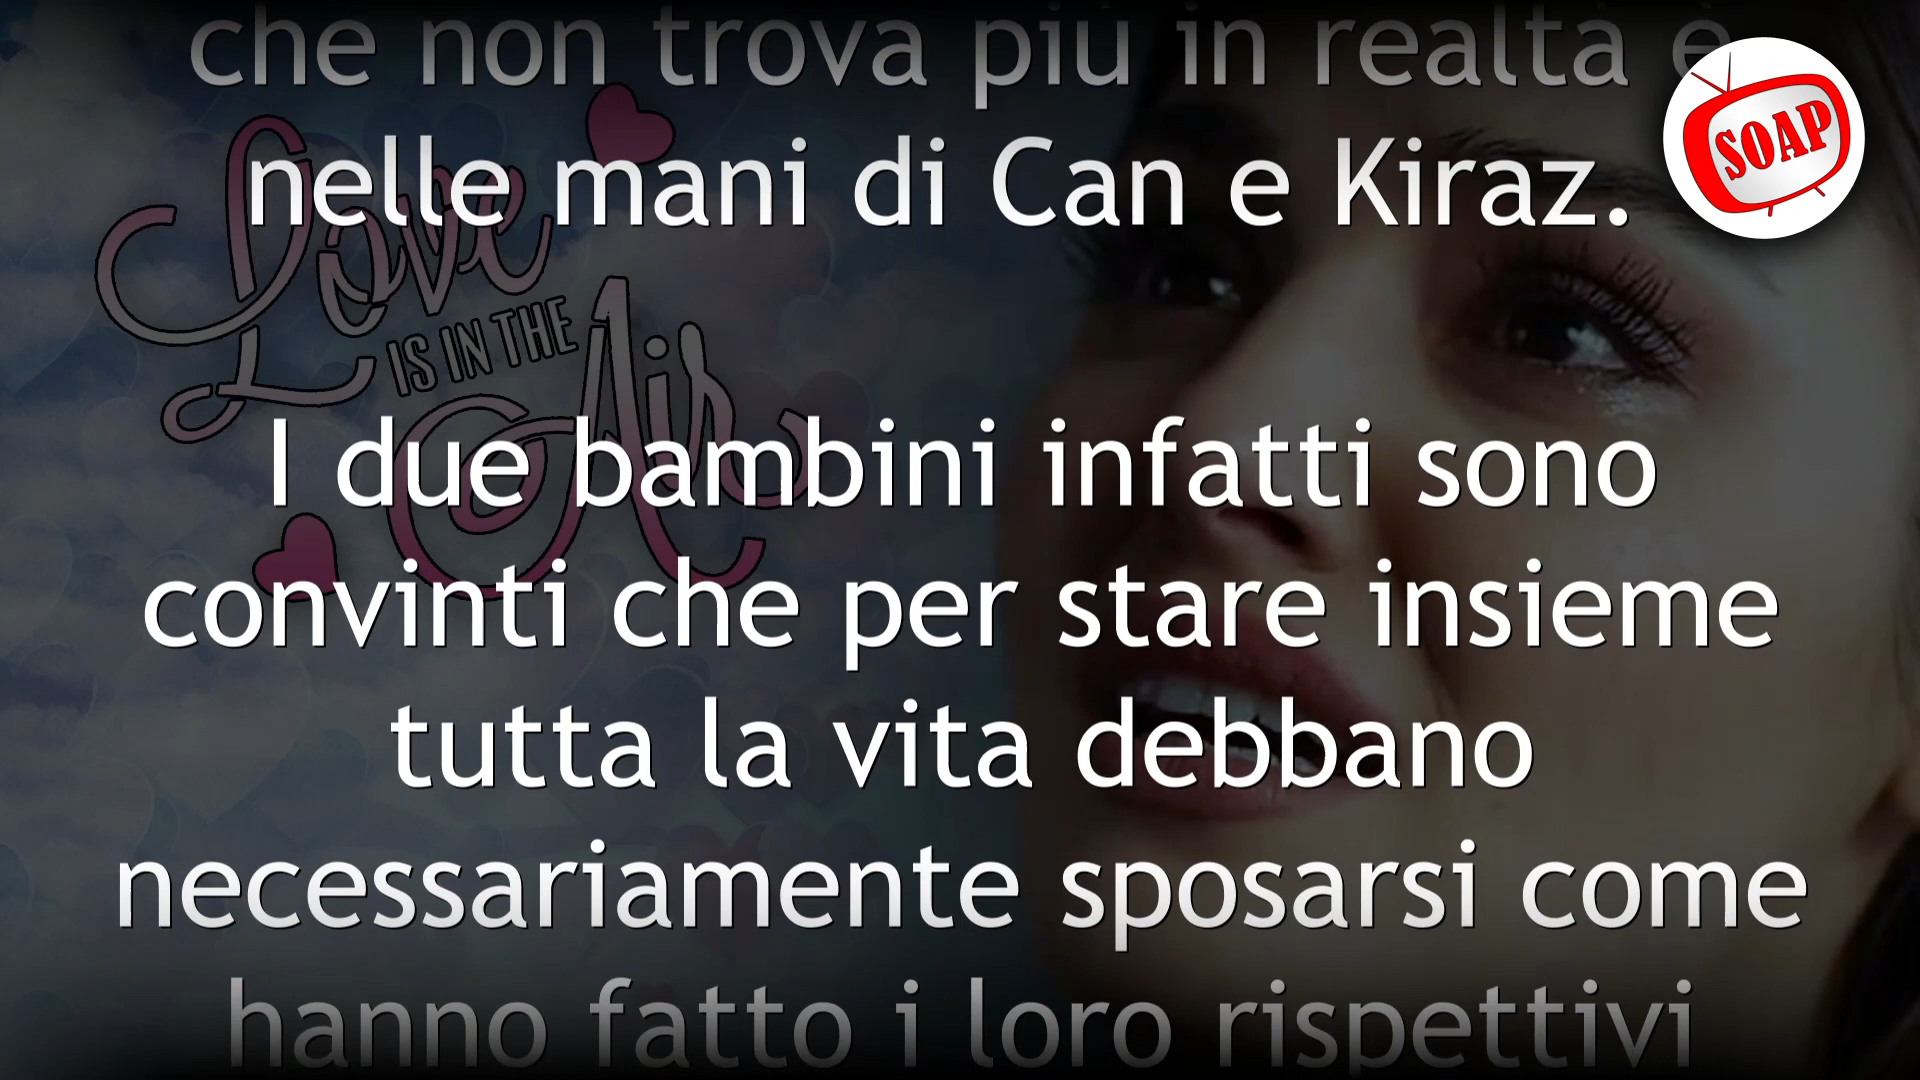 che non trova più in realtà è
nelle mani di Can e Kiraz.
I due bambini infatti sono
convinti che per stare insieme
tutta la vita debbano
necessariamente sposarsi come
hanno fatto i loro rispettivi
Love
IS IN THE
Air
SOAP